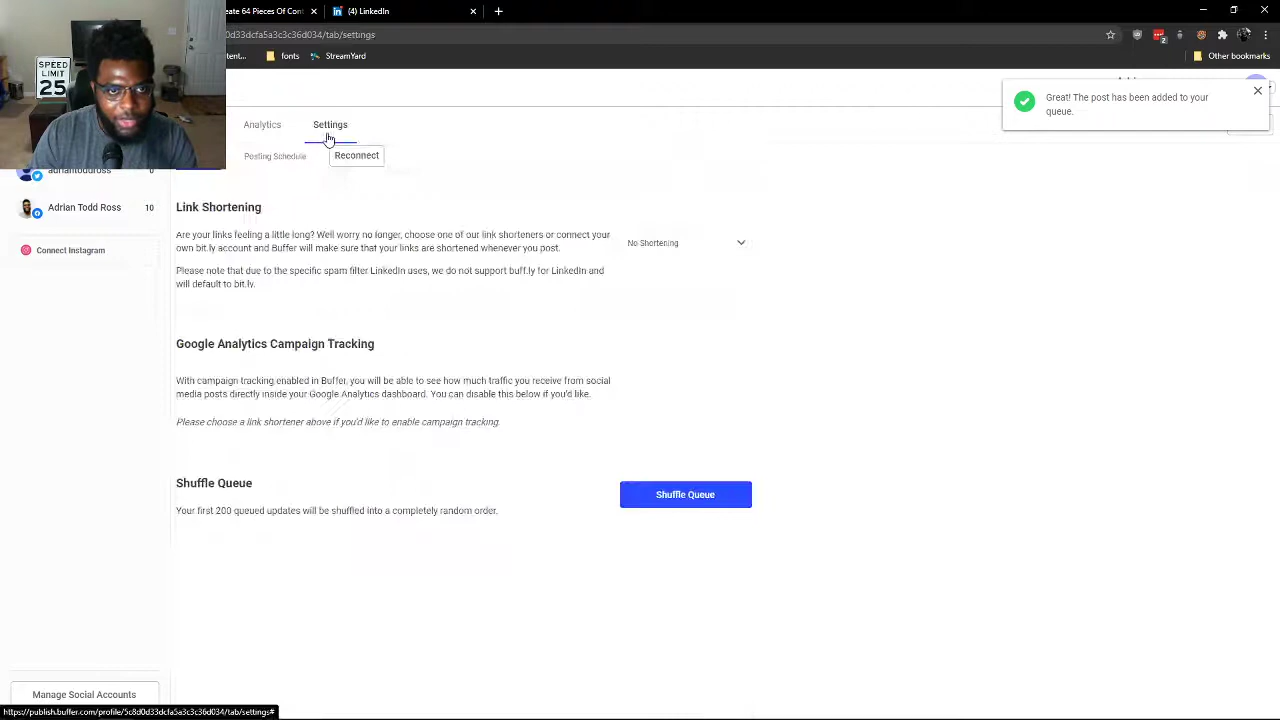 eate 64 Pieces Of Cont
(4) LinkedIn
d0d33dcfa5a3c3c36d034/tab/settings
tent...
fonts
StreamYard
Other bookmarks
SPEED
LIMIT
25
Great! The post has been added to your
queue.
Analytics
Settings
Posting Schedule
Reconnect
adriantoddross
0
Adrian Todd Ross
10
Connect Instagram
Link Shortening
Are your links feeling a little long? Well worry no longer, choose one of our link shorteners or connect your
own bit.ly account and Buffer will make sure that your links are shortened whenever you post.
No Shortening
Please note that due to the specific spam filter LinkedIn uses, we do not support buff.ly for LinkedIn and
will default to bit.ly.
Google Analytics Campaign Tracking
With campaign tracking enabled in Buffer, you will be able to see how much traffic you receive from social
media posts directly inside your Google Analytics dashboard. You can disable this below if you'd like.
Please choose a link shortener above if you'd like to enable campaign tracking.
Shuffle Queue
Your first 200 queued updates will be shuffled into a completely random order.
Shuffle Queue
Manage Social Accounts
https://publish.buffer.com/profile/5c8d0d33dcfa5a3c3c36d034/tab/settings#